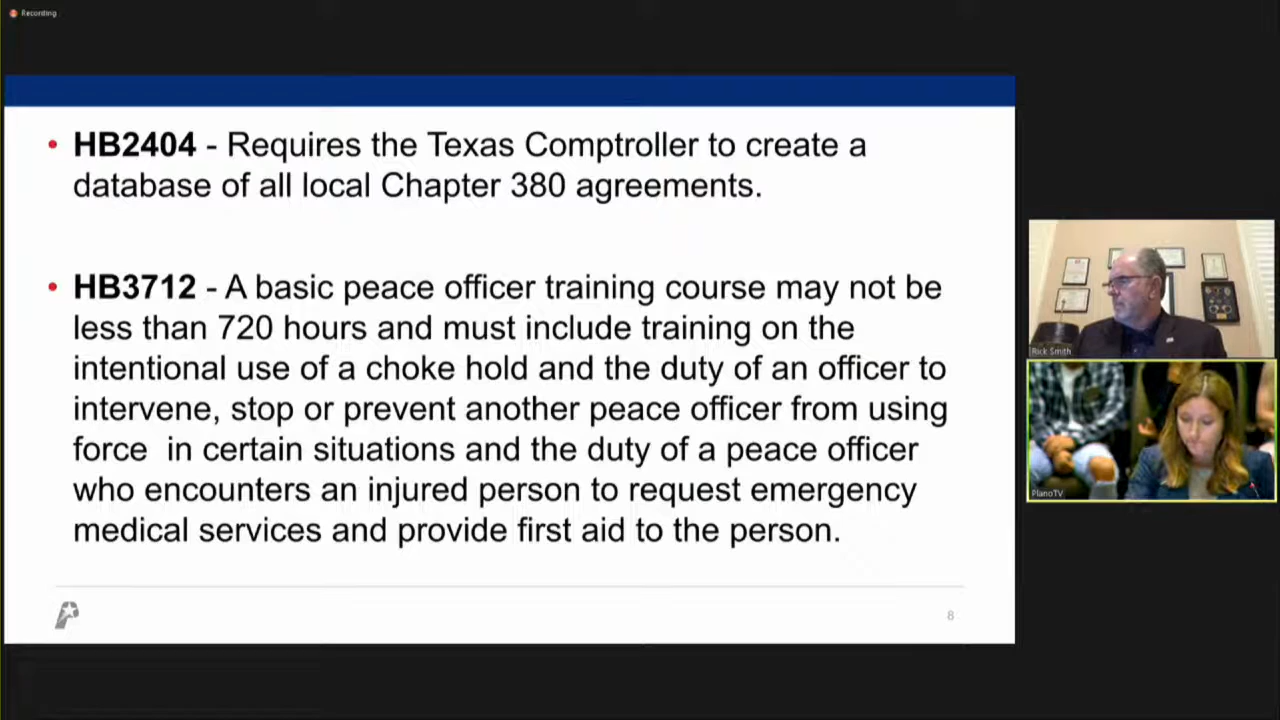 Recording
• HB2404 - Requires the Texas Comptroller to create a
database of all local Chapter 380 agreements.
• HB3712 - A basic peace officer training course may not be
less than 720 hours and must include training on the
intentional use of a choke hold and the duty of an officer to
intervene, stop or prevent another peace officer from using
force  in certain situations and the duty of a peace officer
who encounters an injured person to request emergency
medical services and provide first aid to the person.
8
Rick Smith
PlanoTV